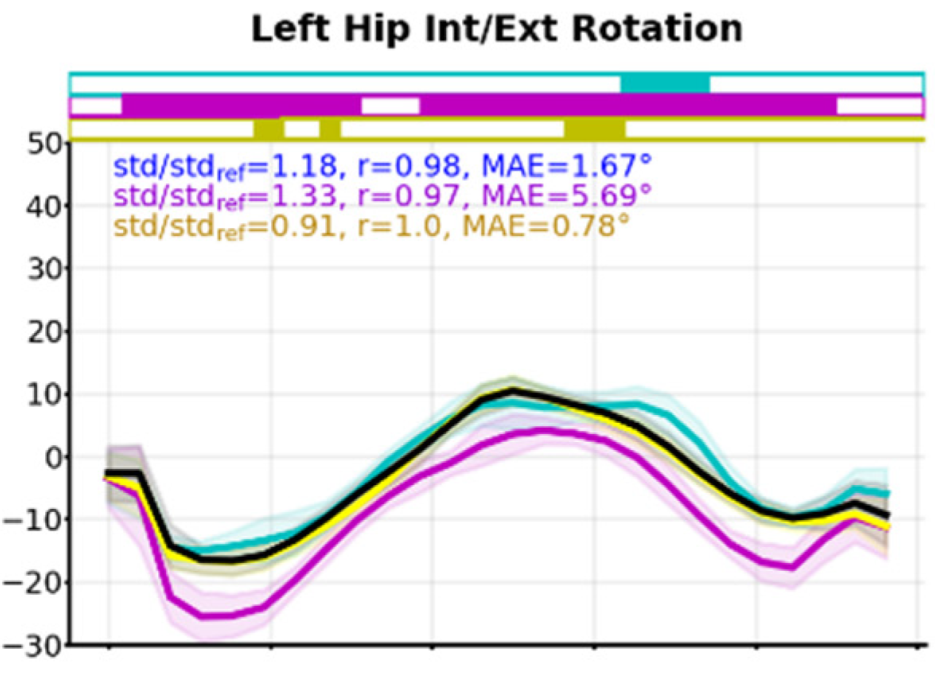 Left Hip Int/Ext Rotation
50
std/stdref=1.18, r=0.98, MAE=1.67°
std/stdref=1.33, r=0.97, MAE=5.69°
40
std/stdref=0.91, r=1.0, MAE=0.78°
30
20
10
0
−10
−20
−30